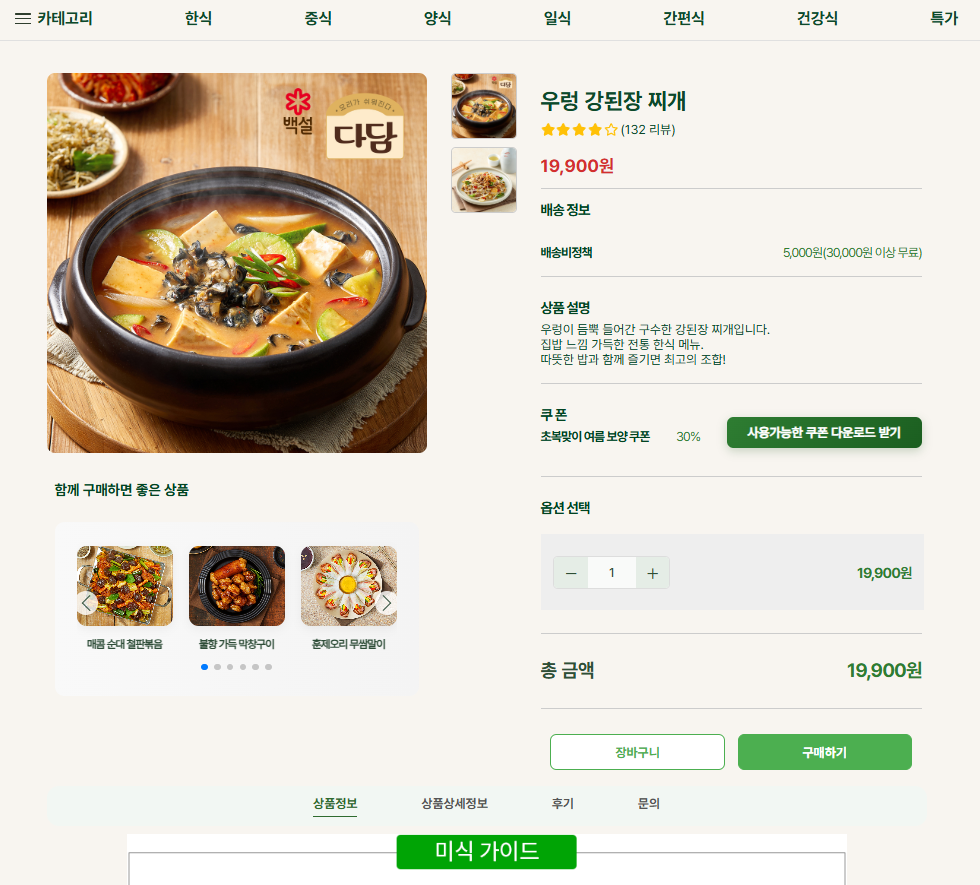 카테고리 한식 중식 양식 일식 간편식 건강식 특가
백설
요리가 쉬워진다
다담
우렁 강된장 찌개
(132 리뷰)
19,900원
배송 정보
배송비정책 5,000원(30,000원 이상 무료)
상품 설명
우렁이 듬뿍 들어간 구수한 강된장 찌개입니다.
집밥 느낌 가득한 전통 한식 메뉴.
따뜻한 밥과 함께 즐기면 최고의 조합!
쿠폰
초복맞이 여름 보양 쿠폰 30% 사용가능한 쿠폰 다운로드 받기
함께 구매하면 좋은 상품
매콤 순대 철판볶음 불향 가득 막창구이 훈제오리 무쌈말이
옵션 선택
− 1 + 19,900원
총 금액 19,900원
장바구니 구매하기
상품정보 상품상세정보 후기 문의
미식 가이드